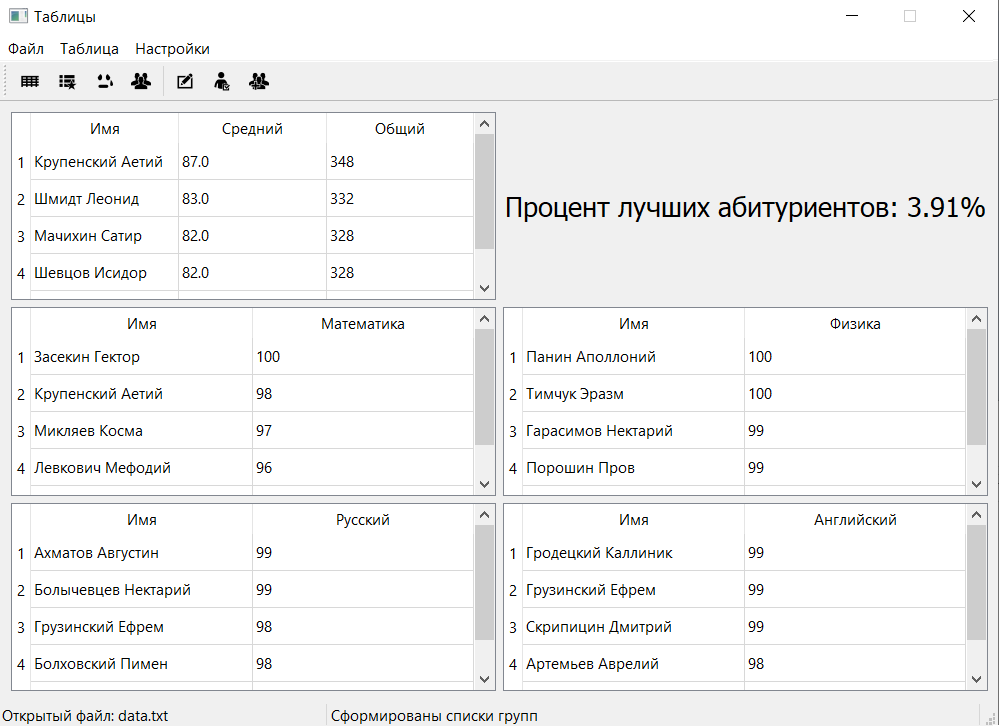 Таблицы
Файл Таблица Настройки
Имя Средний Общий
1 Крупенский Аетий 87.0 348
2 Шмидт Леонид 83.0 332
3 Мачихин Сатир 82.0 328
4 Шевцов Исидор 82.0 328
Процент лучших абитуриентов: 3.91%
Имя Математика
1 Засекин Гектор 100
2 Крупенский Аетий 98
3 Микляев Косма 97
4 Левкович Мефодий 96
Имя Физика
1 Панин Аполлоний 100
2 Тимчук Эразм 100
3 Гарасимов Нектарий 99
4 Порошин Пров 99
Имя Русский
1 Ахматов Августин 99
2 Болычевцев Нектарий 99
3 Грузинский Ефрем 98
4 Болховский Пимен 98
Имя Английский
1 Гродецкий Каллиник 99
2 Грузинский Ефрем 99
3 Скрипицин Дмитрий 99
4 Артемьев Аврелий 98
Открытый файл: data.txt Сформированы списки групп